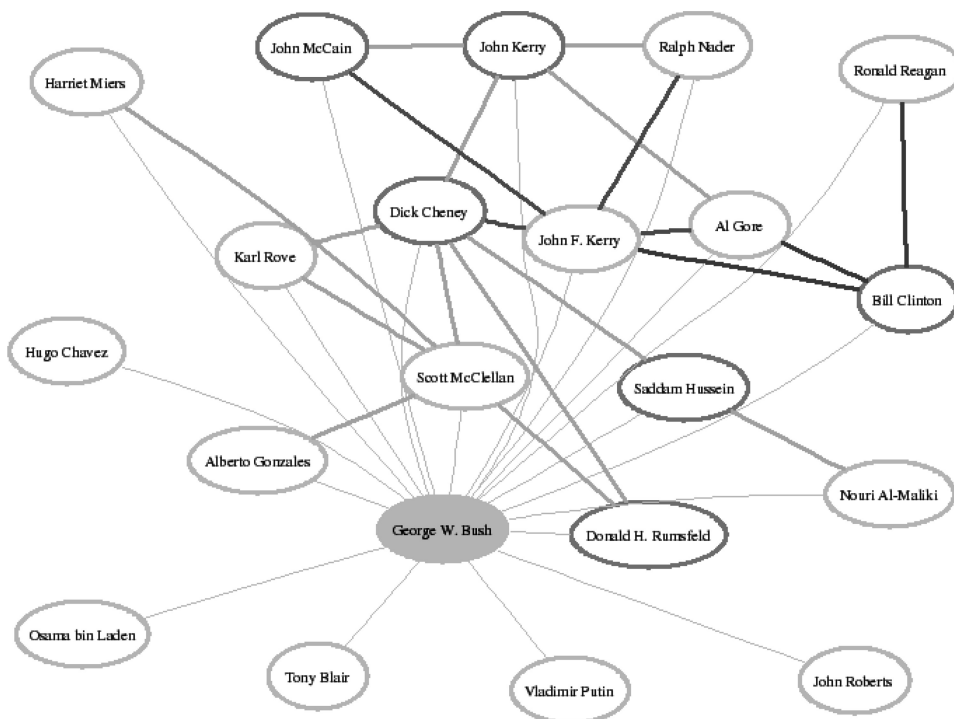 John McCain
John Kerry
Ralph Nader
Harriet Miers
Ronald Reagan
Dick Cheney
John F. Kerry
Al Gore
Karl Rove
Bill Clinton
Hugo Chavez
Scott McClellan
Saddam Hussein
Alberto Gonzales
Nouri Al-Maliki
George W. Bush
Donald H. Rumsfeld
Osama bin Laden
Tony Blair
Vladimir Putin
John Roberts